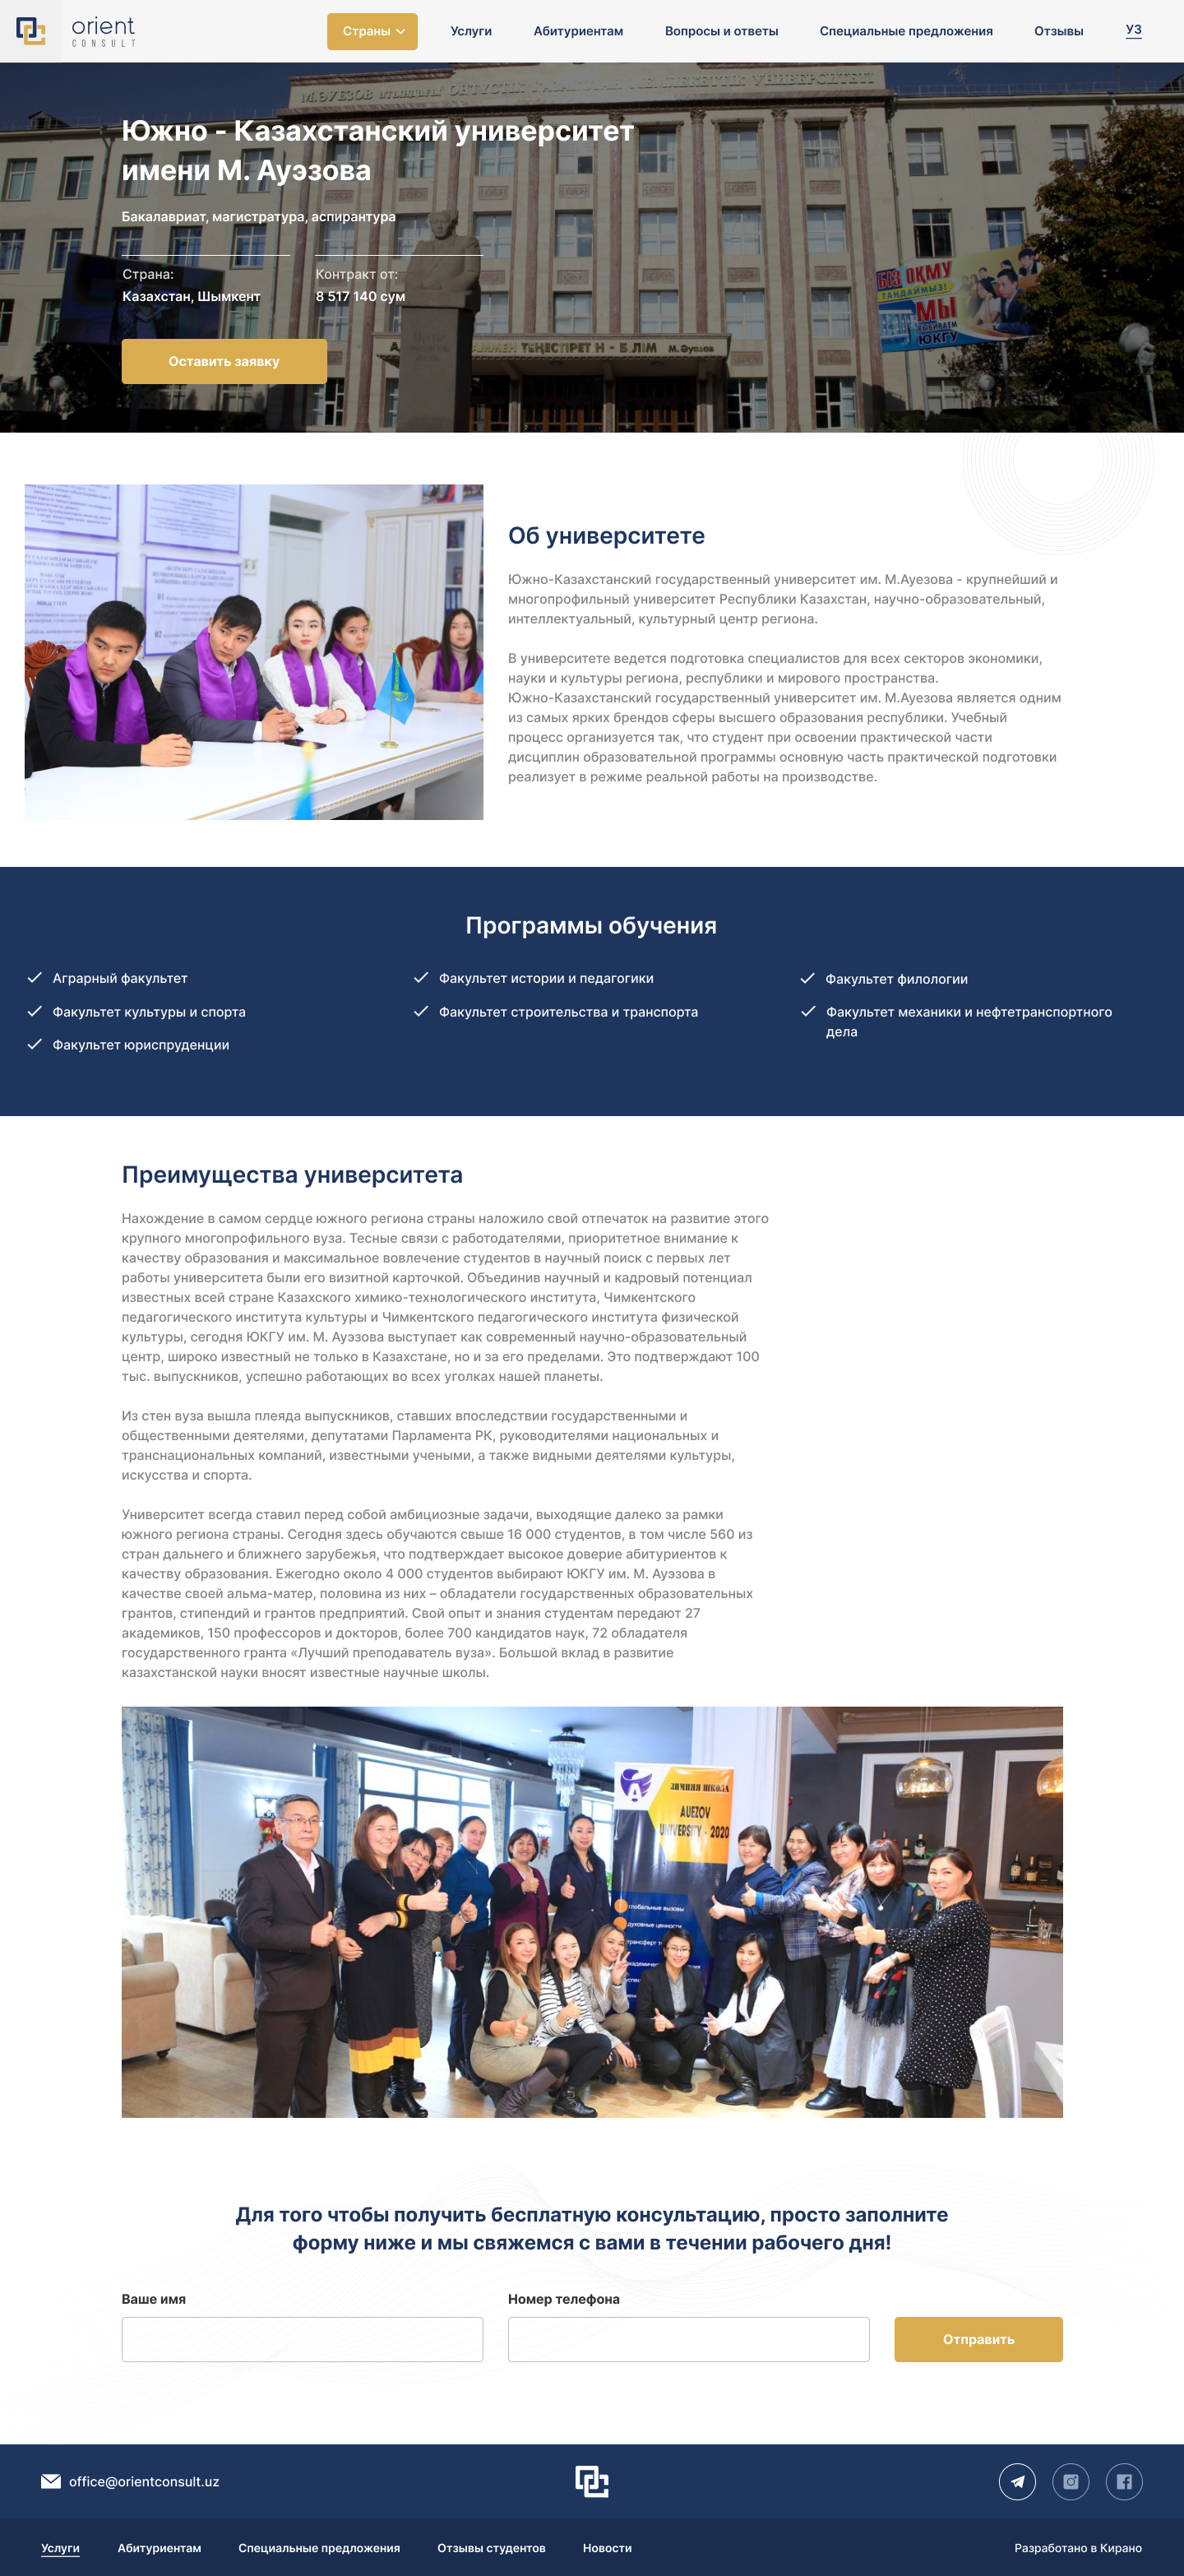 orient
CONSULT
Страны
Услуги
Абитуриентам
Вопросы и ответы
Специальные предложения
Отзывы
УЗ
Южно - Казахстанский университет
имени М. Ауэзова
Бакалавриат, магистратура, аспирантура
Страна:
Казахстан, Шымкент
Контракт от:
8 517 140 сум
Оставить заявку
БІЗ ОКМУ
ТАНДАЙМЫЗ!
МЫ
ВЫБИРАЕМ
ЮКГУ
Об университете
Южно-Казахстанский государственный университет им. М.Ауезова - крупнейший и
многопрофильный университет Республики Казахстан, научно-образовательный,
интеллектуальный, культурный центр региона.
В университете ведется подготовка специалистов для всех секторов экономики,
науки и культуры региона, республики и мирового пространства.
Южно-Казахстанский государственный университет им. М.Ауезова является одним
из самых ярких брендов сферы высшего образования республики. Учебный
процесс организуется так, что студент при освоении практической части
дисциплин образовательной программы основную часть практической подготовки
реализует в режиме реальной работы на производстве.
Программы обучения
Аграрный факультет
Факультет истории и педагогики
Факультет филологии
Факультет культуры и спорта
Факультет строительства и транспорта
Факультет механики и нефтетранспортного
дела
Факультет юриспруденции
Преимущества университета
Нахождение в самом сердце южного региона страны наложило свой отпечаток на развитие этого
крупного многопрофильного вуза. Тесные связи с работодателями, приоритетное внимание к
качеству образования и максимальное вовлечение студентов в научный поиск с первых лет
работы университета были его визитной карточкой. Объединив научный и кадровый потенциал
известных всей стране Казахского химико-технологического института, Чимкентского
педагогического института культуры и Чимкентского педагогического института физической
культуры, сегодня ЮКГУ им. М. Ауэзова выступает как современный научно-образовательный
центр, широко известный не только в Казахстане, но и за его пределами. Это подтверждают 100
тыс. выпускников, успешно работающих во всех уголках нашей планеты.
Из стен вуза вышла плеяда выпускников, ставших впоследствии государственными и
общественными деятелями, депутатами Парламента РК, руководителями национальных и
транснациональных компаний, известными учеными, а также видными деятелями культуры,
искусства и спорта.
Университет всегда ставил перед собой амбициозные задачи, выходящие далеко за рамки
южного региона страны. Сегодня здесь обучаются свыше 16 000 студентов, в том числе 560 из
стран дальнего и ближнего зарубежья, что подтверждает высокое доверие абитуриентов к
качеству образования. Ежегодно около 4 000 студентов выбирают ЮКГУ им. М. Ауэзова в
качестве своей альма-матер, половина из них – обладатели государственных образовательных
грантов, стипендий и грантов предприятий. Свой опыт и знания студентам передают 27
академиков, 150 профессоров и докторов, более 700 кандидатов наук, 72 обладателя
государственного гранта «Лучший преподаватель вуза». Большой вклад в развитие
казахстанской науки вносят известные научные школы.
ЗИМНЯЯ ШКОЛА
AUEZOV
UNIVERSITY - 2020
глобальные вызовы
духовные ценности
Для того чтобы получить бесплатную консультацию, просто заполните
форму ниже и мы свяжемся с вами в течении рабочего дня!
Ваше имя
Номер телефона
Отправить
office@orientconsult.uz
Услуги
Абитуриентам
Специальные предложения
Отзывы студентов
Новости
Разработано в Кирано